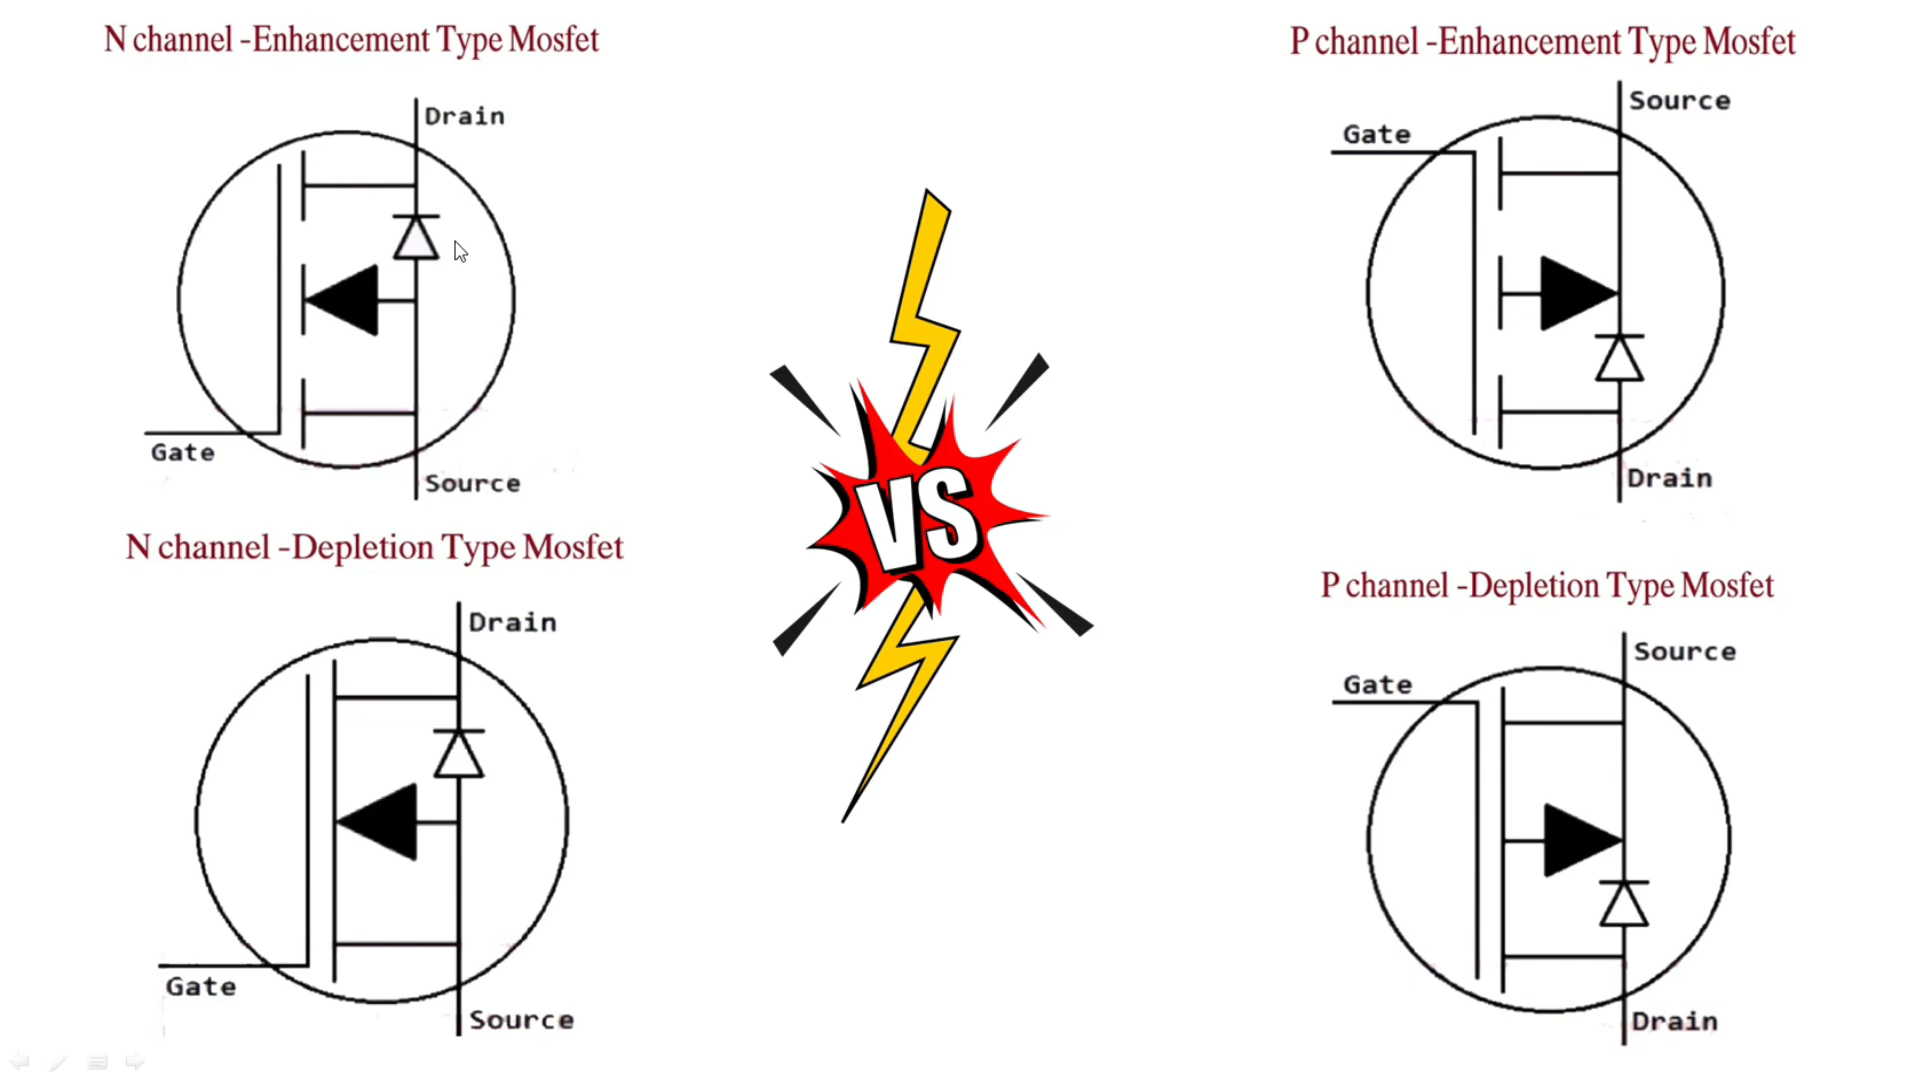 N channel -Enhancement Type Mosfet
Drain
Gate
Source
N channel -Depletion Type Mosfet
Drain
Gate
Source
VS
P channel -Enhancement Type Mosfet
Source
Gate
Drain
P channel -Depletion Type Mosfet
Source
Gate
Drain